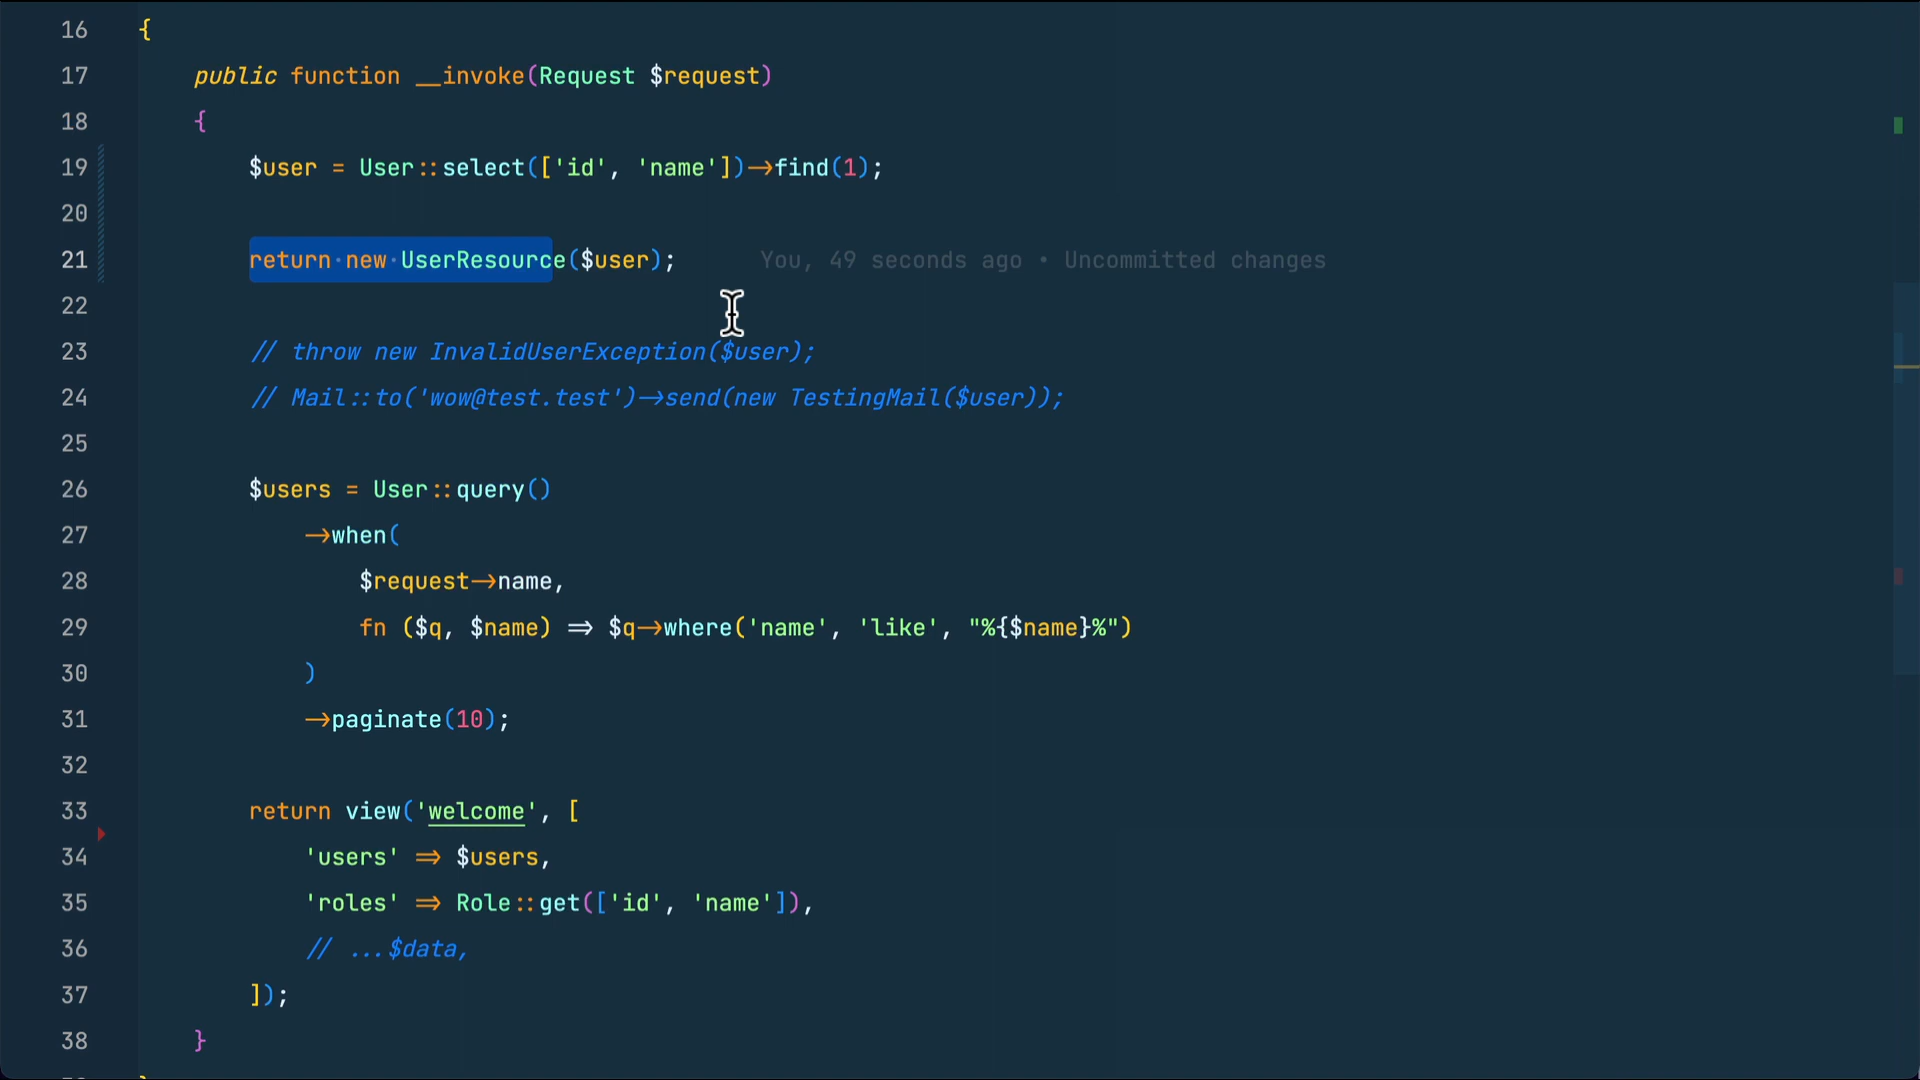 16 {
17 public function __invoke(Request $request)
18 {
19 $user = User::select(['id', 'name'])->find(1);
20
21 return new UserResource($user); You, 49 seconds ago • Uncommitted changes
22
23 // throw new InvalidUserException($user);
24 // Mail::to('wow@test.test')->send(new TestingMail($user));
25
26 $users = User::query()
27 ->when(
28 $request->name,
29 fn ($q, $name) => $q->where('name', 'like', "%{$name}%")
30 )
31 ->paginate(10);
32
33 return view('welcome', [
34 'users' => $users,
35 'roles' => Role::get(['id', 'name']),
36 // ...$data,
37 ]);
38 }